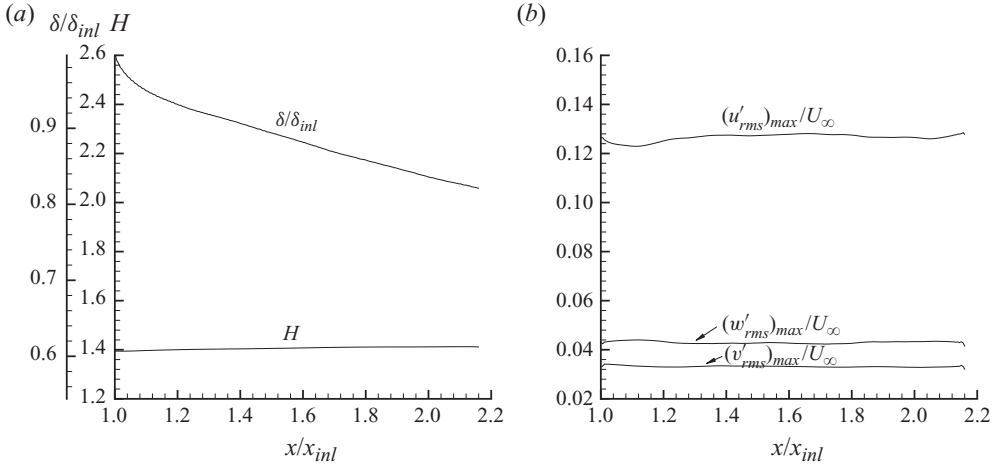 (a)
δ/δinl H
2.6
2.4
2.2
2.0
1.8
1.6
1.4
1.2
0.9
0.8
0.7
0.6
δ/δinl
H
1.0 1.2 1.4 1.6 1.8 2.0 2.2
x/xinl
(b)
0.16
0.14
0.12
0.10
0.08
0.06
0.04
0.02
(u′rms)max/U∞
(w′rms)max/U∞
(v′rms)max/U∞
1.0 1.2 1.4 1.6 1.8 2.0 2.2
x/xinl